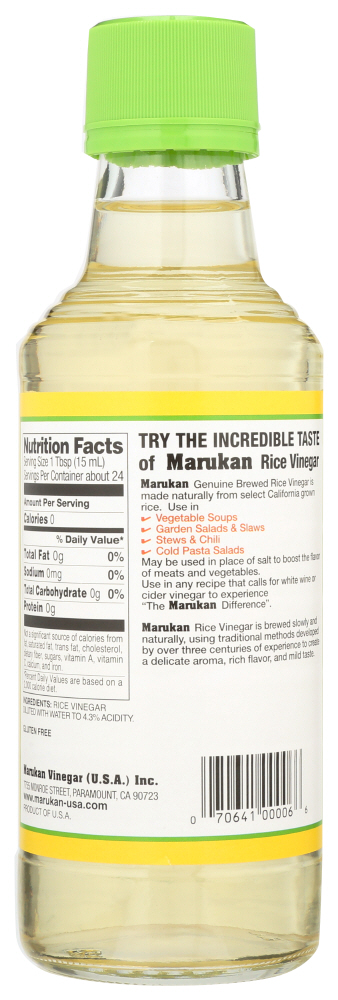 Nutrition Facts
Serving Size 1 Tbsp (15 mL)
Servings Per Container about 24
Amount Per Serving
Calories 0
% Daily Value*
Total Fat 0g 0%
Sodium 0mg 0%
Total Carbohydrate 0g 0%
Protein 0g
Not a significant source of calories from
fat, saturated fat, trans fat, cholesterol,
dietary fiber, sugars, vitamin A, vitamin
C, calcium, and iron.
*Percent Daily Values are based on a
2,000 calorie diet.
INGREDIENTS: RICE VINEGAR
DILUTED WITH WATER TO 4.3% ACIDITY.
GLUTEN FREE
Marukan Vinegar (U.S.A.) Inc.
7755 MONROE STREET, PARAMOUNT, CA 90723
www.marukan-usa.com
PRODUCT OF U.S.A.
TRY THE INCREDIBLE TASTE
of Marukan Rice Vinegar
Marukan Genuine Brewed Rice Vinegar is
made naturally from select California grown
rice. Use in
Vegetable Soups
Garden Salads & Slaws
Stews & Chili
Cold Pasta Salads
May be used in place of salt to boost the flavor
of meats and vegetables.
Use in any recipe that calls for white wine or
cider vinegar to experience
"The Marukan Difference".
Marukan Rice Vinegar is brewed slowly and
naturally, using traditional methods developed
by over three centuries of experience to create
a delicate aroma, rich flavor, and mild taste.
0 70641 00006 6